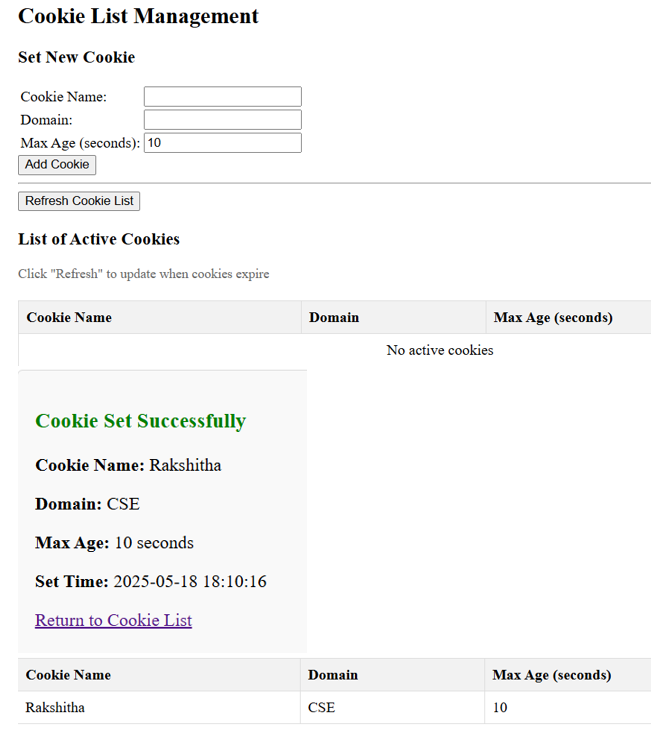 Cookie List Management
Set New Cookie
Cookie Name:
Domain:
Max Age (seconds): 10
Add Cookie
Refresh Cookie List
List of Active Cookies
Click "Refresh" to update when cookies expire
Cookie Name Domain Max Age (seconds)
No active cookies
Cookie Set Successfully
Cookie Name: Rakshitha
Domain: CSE
Max Age: 10 seconds
Set Time: 2025-05-18 18:10:16
Return to Cookie List
Cookie Name Domain Max Age (seconds)
Rakshitha CSE 10